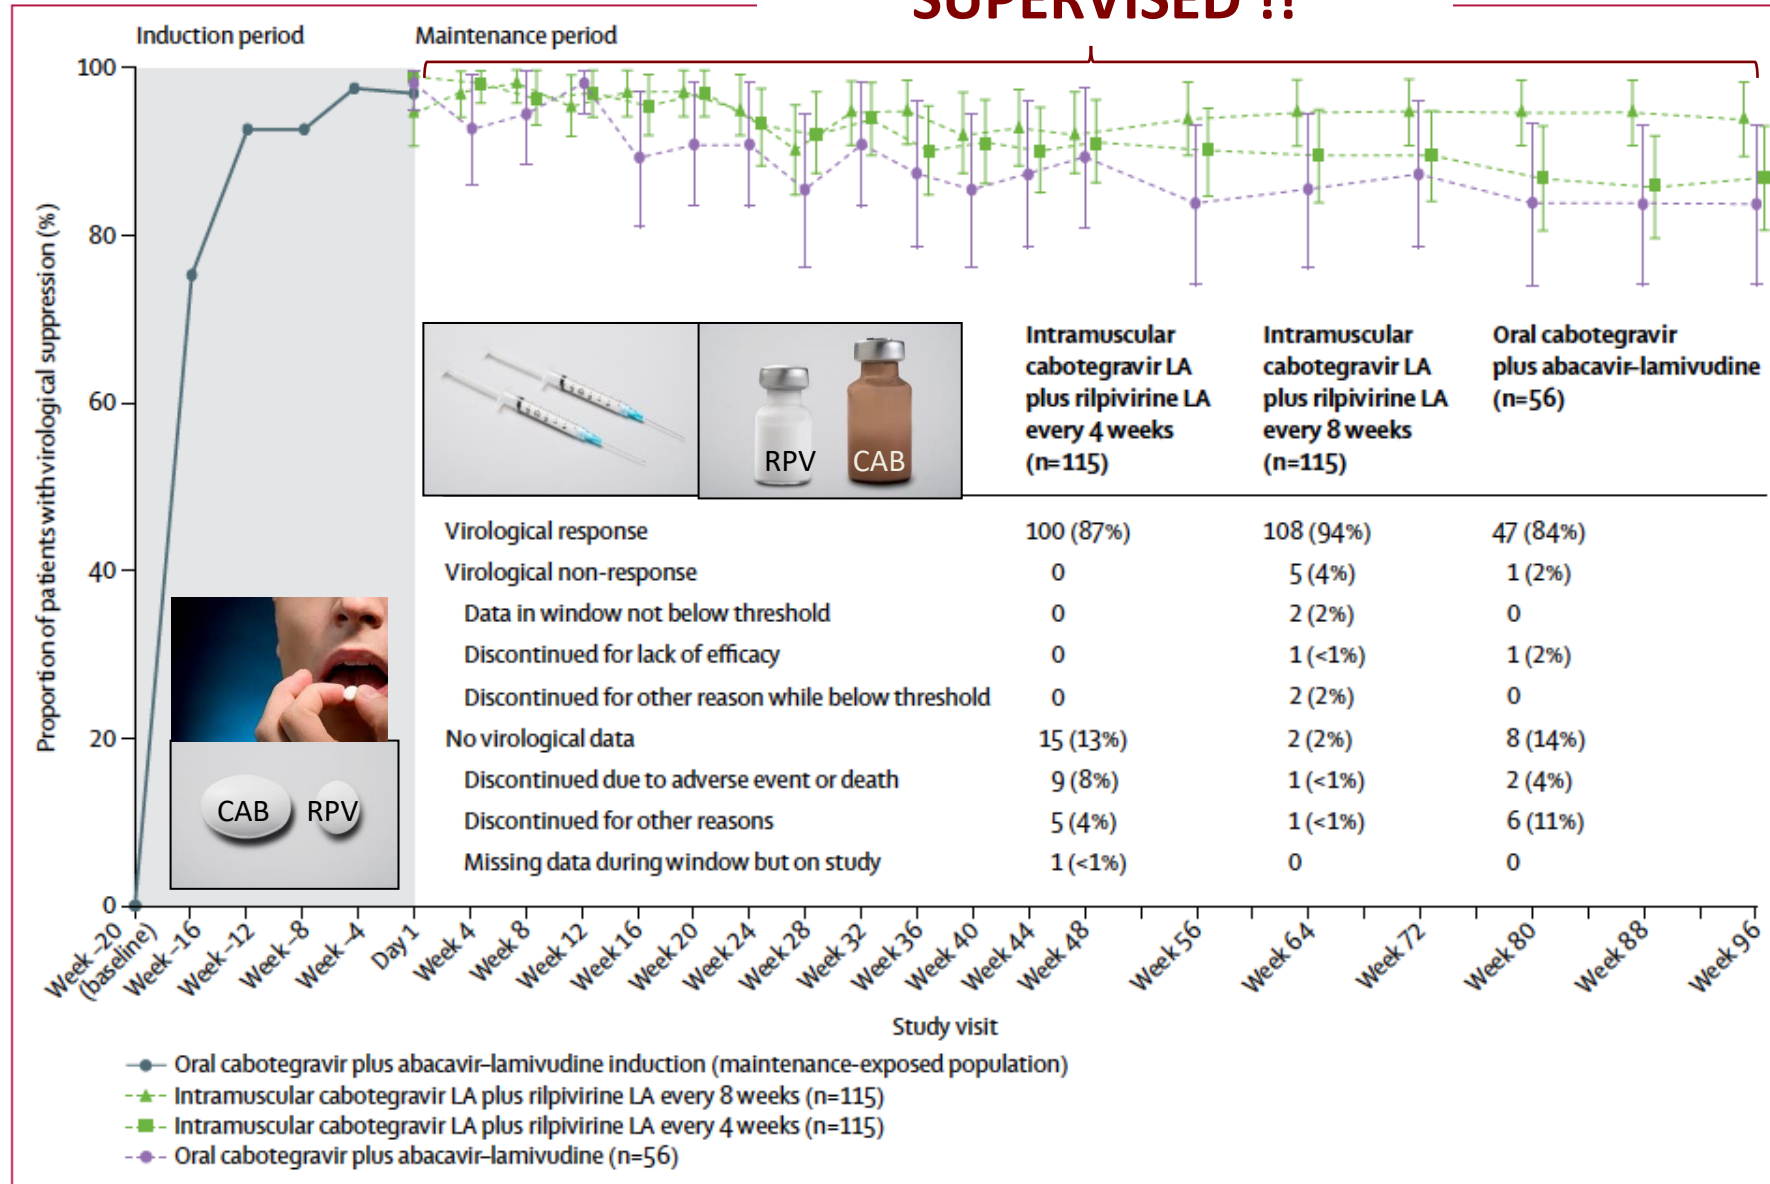 SUPERVISED !!
Induction period
Maintenance period
Proportion of patients with virological suppression (%)
100
80
60
40
20
0
RPV
CAB
CAB
RPV
Intramuscular
cabotegravir LA
plus rilpivirine LA
every 4 weeks
(n=115)
Intramuscular
cabotegravir LA
plus rilpivirine LA
every 8 weeks
(n=115)
Oral cabotegravir
plus abacavir–lamivudine
(n=56)
Virological response 100 (87%) 108 (94%) 47 (84%)
Virological non-response 0 5 (4%) 1 (2%)
Data in window not below threshold 0 2 (2%) 0
Discontinued for lack of efficacy 0 1 (<1%) 1 (2%)
Discontinued for other reason while below threshold 0 2 (2%) 0
No virological data 15 (13%) 2 (2%) 8 (14%)
Discontinued due to adverse event or death 9 (8%) 1 (<1%) 2 (4%)
Discontinued for other reasons 5 (4%) 1 (<1%) 6 (11%)
Missing data during window but on study 1 (<1%) 0 0
Week –20
(baseline)
Week –16
Week –12
Week –8
Week –4
Day 1
Week 4
Week 8
Week 12
Week 16
Week 20
Week 24
Week 28
Week 32
Week 36
Week 40
Week 44
Week 48
Week 56
Week 64
Week 72
Week 80
Week 88
Week 96
Study visit
Oral cabotegravir plus abacavir–lamivudine induction (maintenance-exposed population)
Intramuscular cabotegravir LA plus rilpivirine LA every 8 weeks (n=115)
Intramuscular cabotegravir LA plus rilpivirine LA every 4 weeks (n=115)
Oral cabotegravir plus abacavir–lamivudine (n=56)